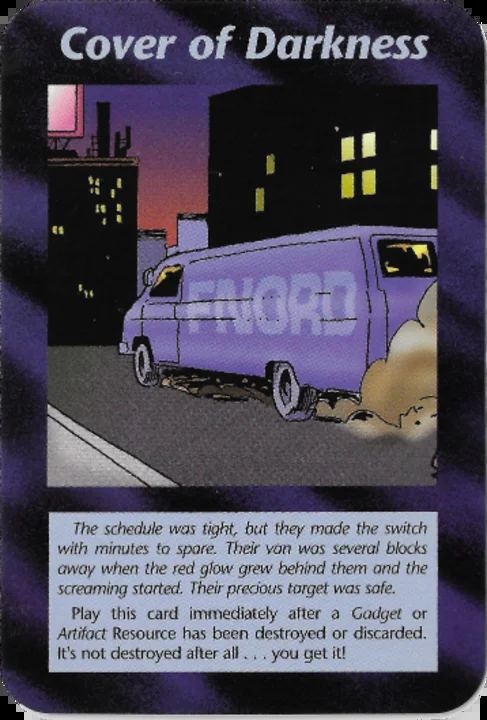 Cover of Darkness
FNORD
The schedule was tight, but they made the switch
with minutes to spare. Their van was several blocks
away when the red glow grew behind them and the
screaming started. Their precious target was safe.
Play this card immediately after a Gadget or
Artifact Resource has been destroyed or discarded.
It's not destroyed after all . . . you get it!